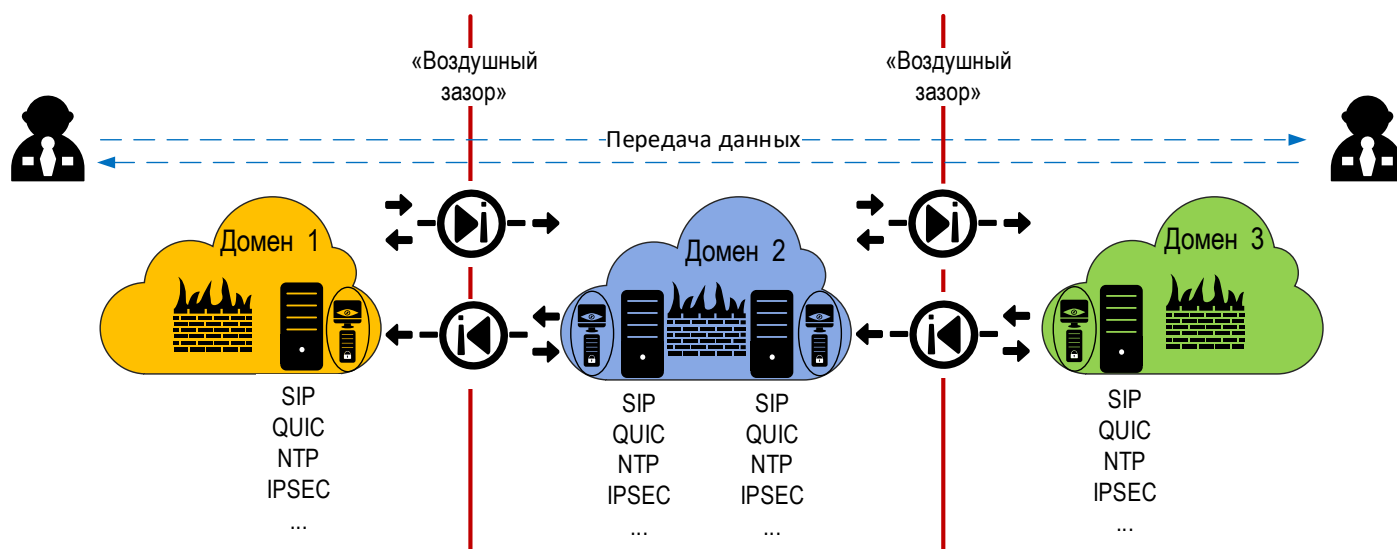 «Воздушный
зазор»
«Воздушный
зазор»
Передача данных
Домен 1
Домен 2
Домен 3
SIP
QUIC
NTP
IPSEC
...
SIP
QUIC
NTP
IPSEC
...
SIP
QUIC
NTP
IPSEC
...
SIP
QUIC
NTP
IPSEC
...